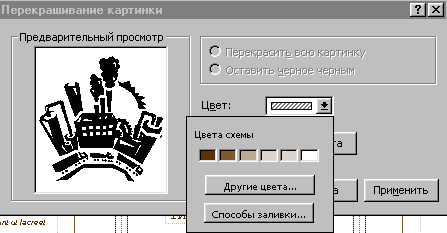 Перекрашивание картинки
Предварительный просмотр
Перекрасить всю картинку
Оставить черное черным
Цвет:
Цвета схемы
Другие цвета...
Способы заливки...
Применить